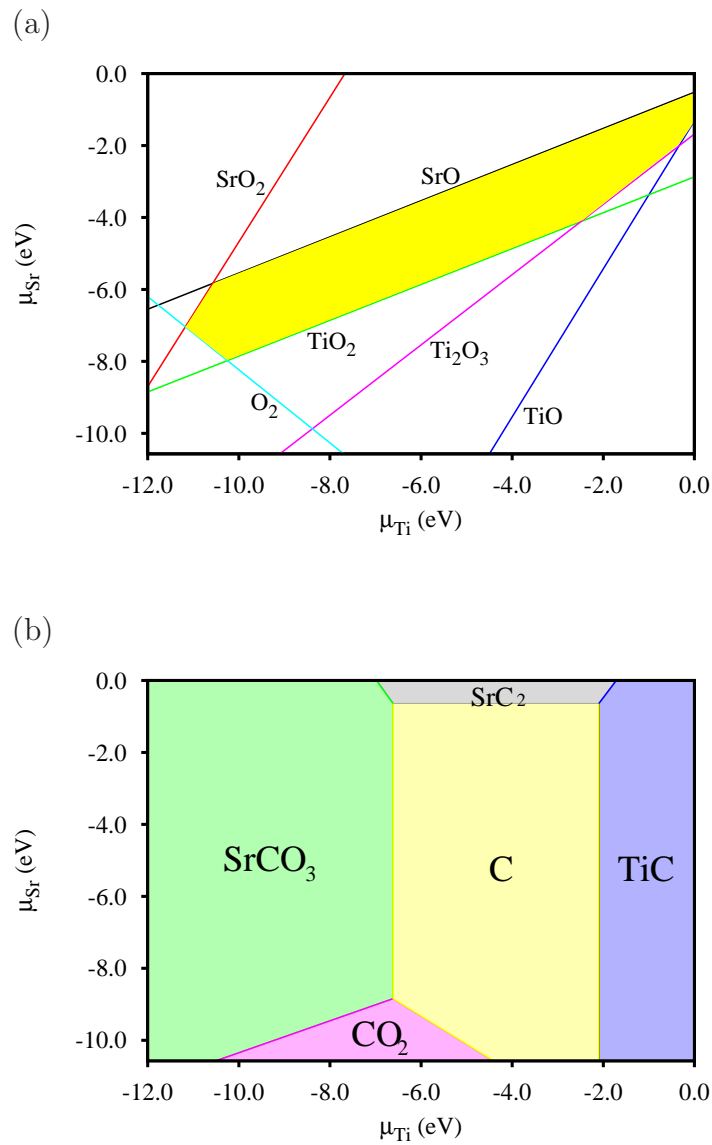 (a)
0.0
-2.0
-4.0
-6.0
-8.0
-10.0
μSr (eV)
SrO2
SrO
TiO2
Ti2O3
O2
TiO
-12.0 -10.0 -8.0 -6.0 -4.0 -2.0 0.0
μTi (eV)
(b)
0.0
-2.0
-4.0
-6.0
-8.0
-10.0
μSr (eV)
SrC2
SrCO3 C TiC
CO2
-12.0 -10.0 -8.0 -6.0 -4.0 -2.0 0.0
μTi (eV)